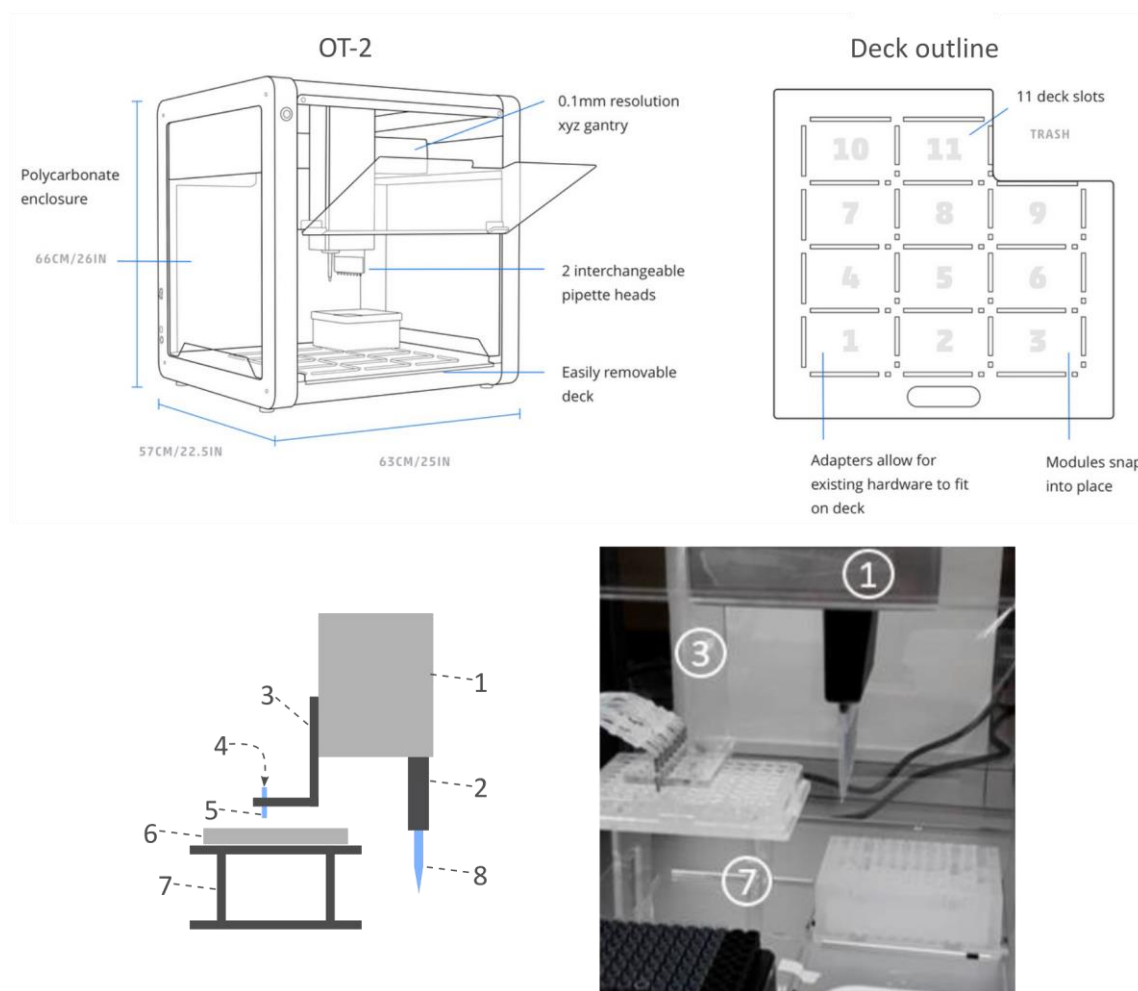 OT-2
Deck outline
0.1mm resolution
xyz gantry
Polycarbonate
enclosure
66CM/26IN
2 interchangeable
pipette heads
Easily removable
deck
57CM/22.5IN
63CM/25IN
11 deck slots
TRASH
10 11
7 8 9
4 5 6
1 2 3
Adapters allow for
existing hardware to fit
on deck
Modules snap
into place
1
3
4
2
5
6
7
8
1
3
7